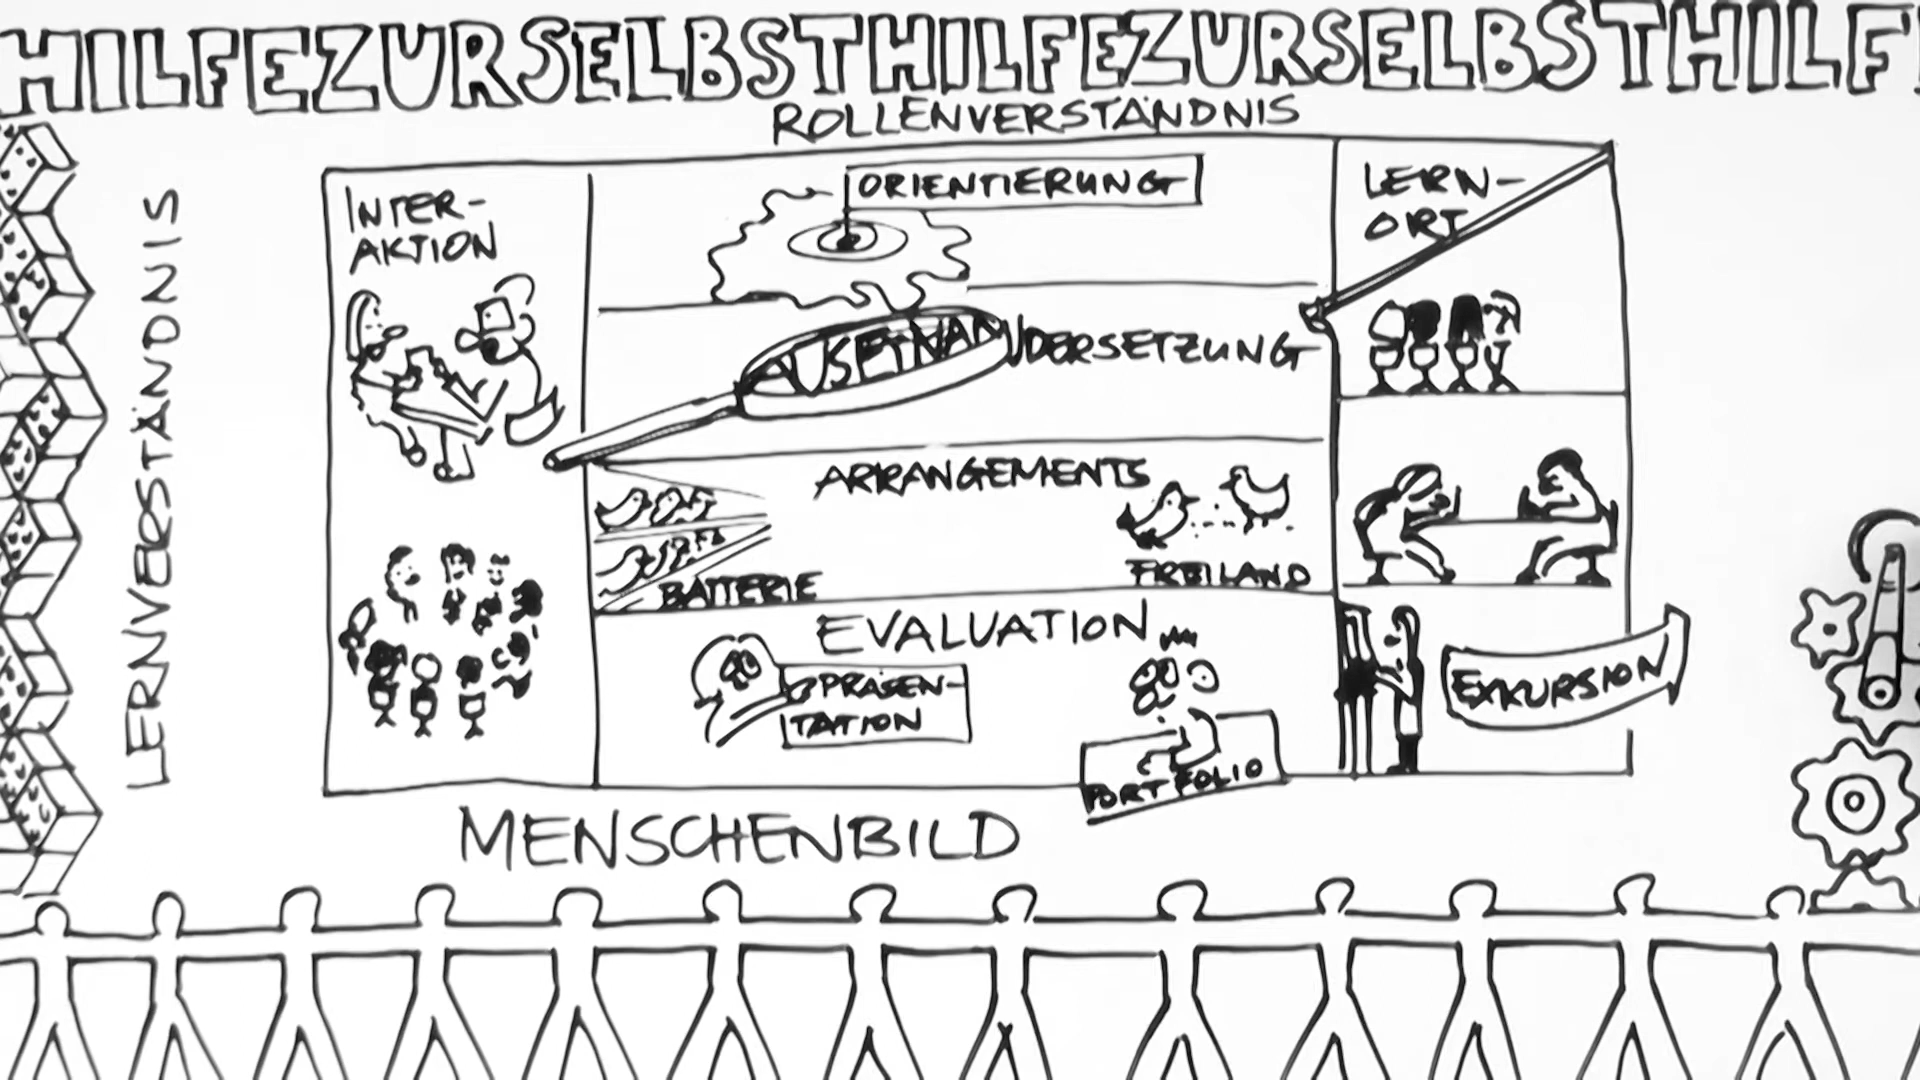 HILFEZURSELBSTHILFEZURSELBSTHILF
ROLLENVERSTÄNDNIS
LERNVERSTÄNDNIS
INTER-
AKTION
ORIENTIERUNG
AUSEINANDERSETZUNG
ARRANGEMENTS
BATTERIE
FREILAND
EVALUATION
PRÄSEN-
TATION
PORTFOLIO
LERN-
ORT
EXKURSION
MENSCHENBILD